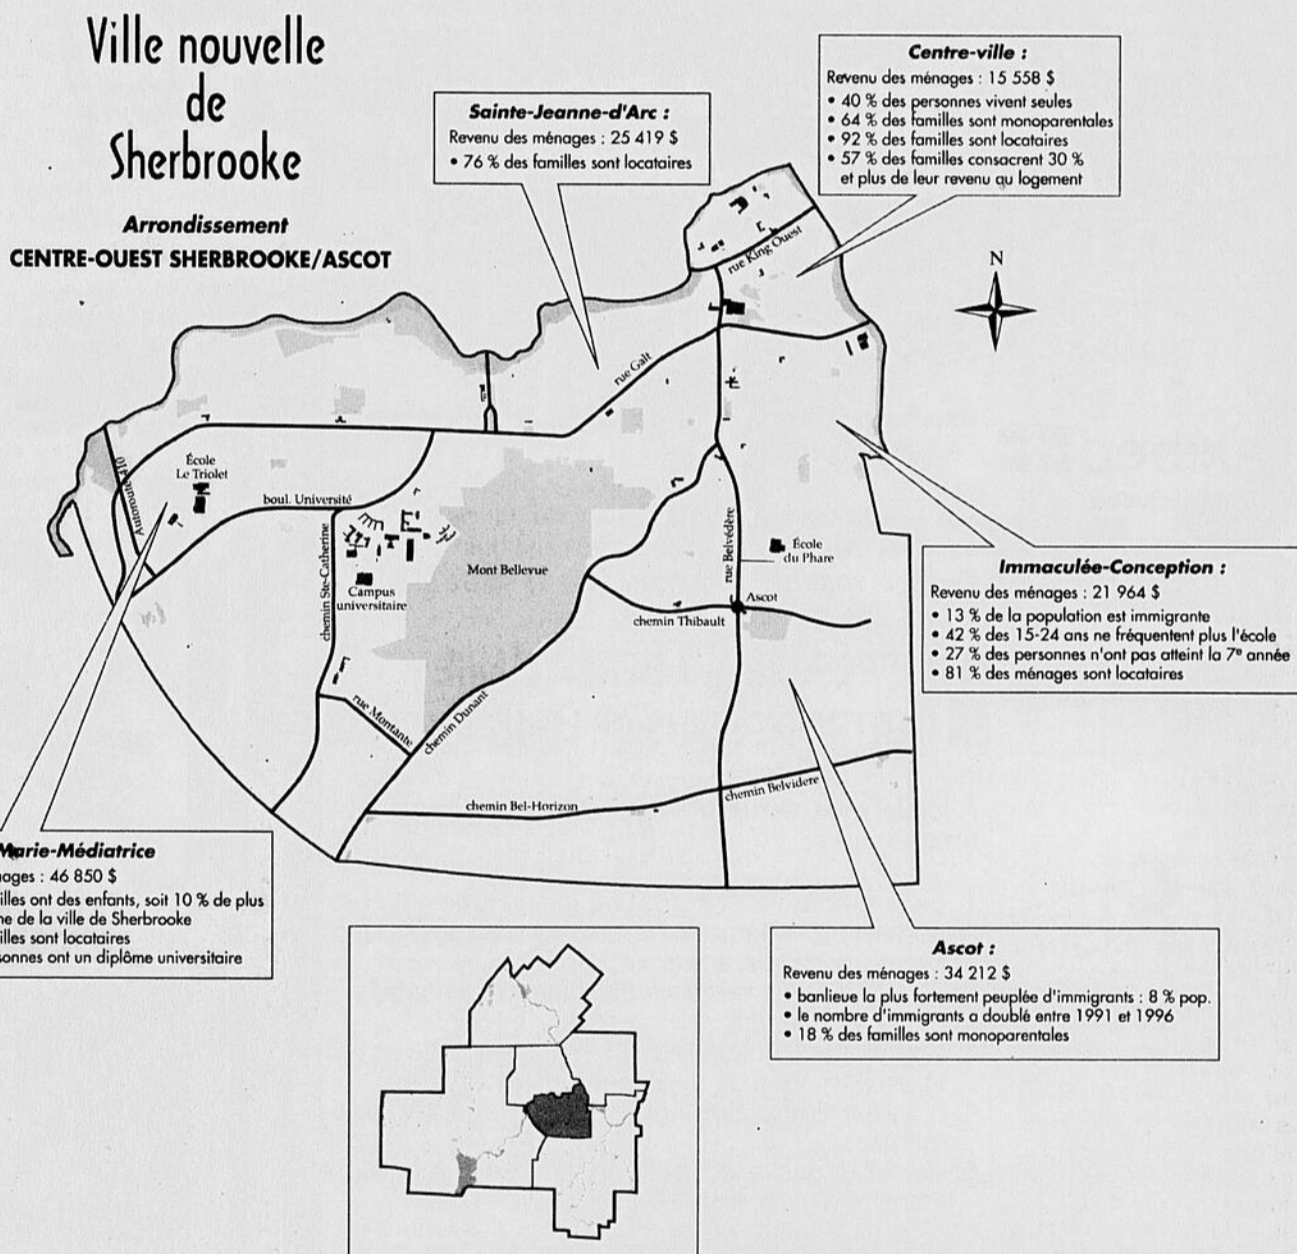 Ville nouvelle
de
Sherbrooke
Arrondissement
CENTRE-OUEST SHERBROOKE/ASCOT
Sainte-Jeanne-d'Arc :
Revenu des ménages : 25 419 $
• 76 % des familles sont locataires
Centre-ville :
Revenu des ménages : 15 558 $
• 40 % des personnes vivent seules
• 64 % des familles sont monoparentales
• 92 % des familles sont locataires
• 57 % des familles consacrent 30 %
et plus de leur revenu qu logement
N
rue King Ouest
rue Galt
École
Le Triolet
Autoroute 410
boul. Université
chemin Ste-Catherine
Campus
universitaire
Mont Bellevue
rue Belvédère
École
du Phare
Ascot
chemin Thibault
rue Montante
chemin Dunant
chemin Bel-Horizon
chemin Belvidere
Immaculée-Conception :
Revenu des ménages : 21 964 $
• 13 % de la population est immigrante
• 42 % des 15-24 ans ne fréquentent plus l'école
• 27 % des personnes n'ont pas atteint la 7e année
• 81 % des ménages sont locataires
Marie-Médiatrice
ages : 46 850 $
illes ont des enfants, soit 10 % de plus
ne de la ville de Sherbrooke
illes sont locataires
sonnes ont un diplôme universitaire
Ascot :
Revenu des ménages : 34 212 $
• banlieue la plus fortement peuplée d'immigrants : 8 % pop.
• le nombre d'immigrants a doublé entre 1991 et 1996
• 18 % des familles sont monoparentales